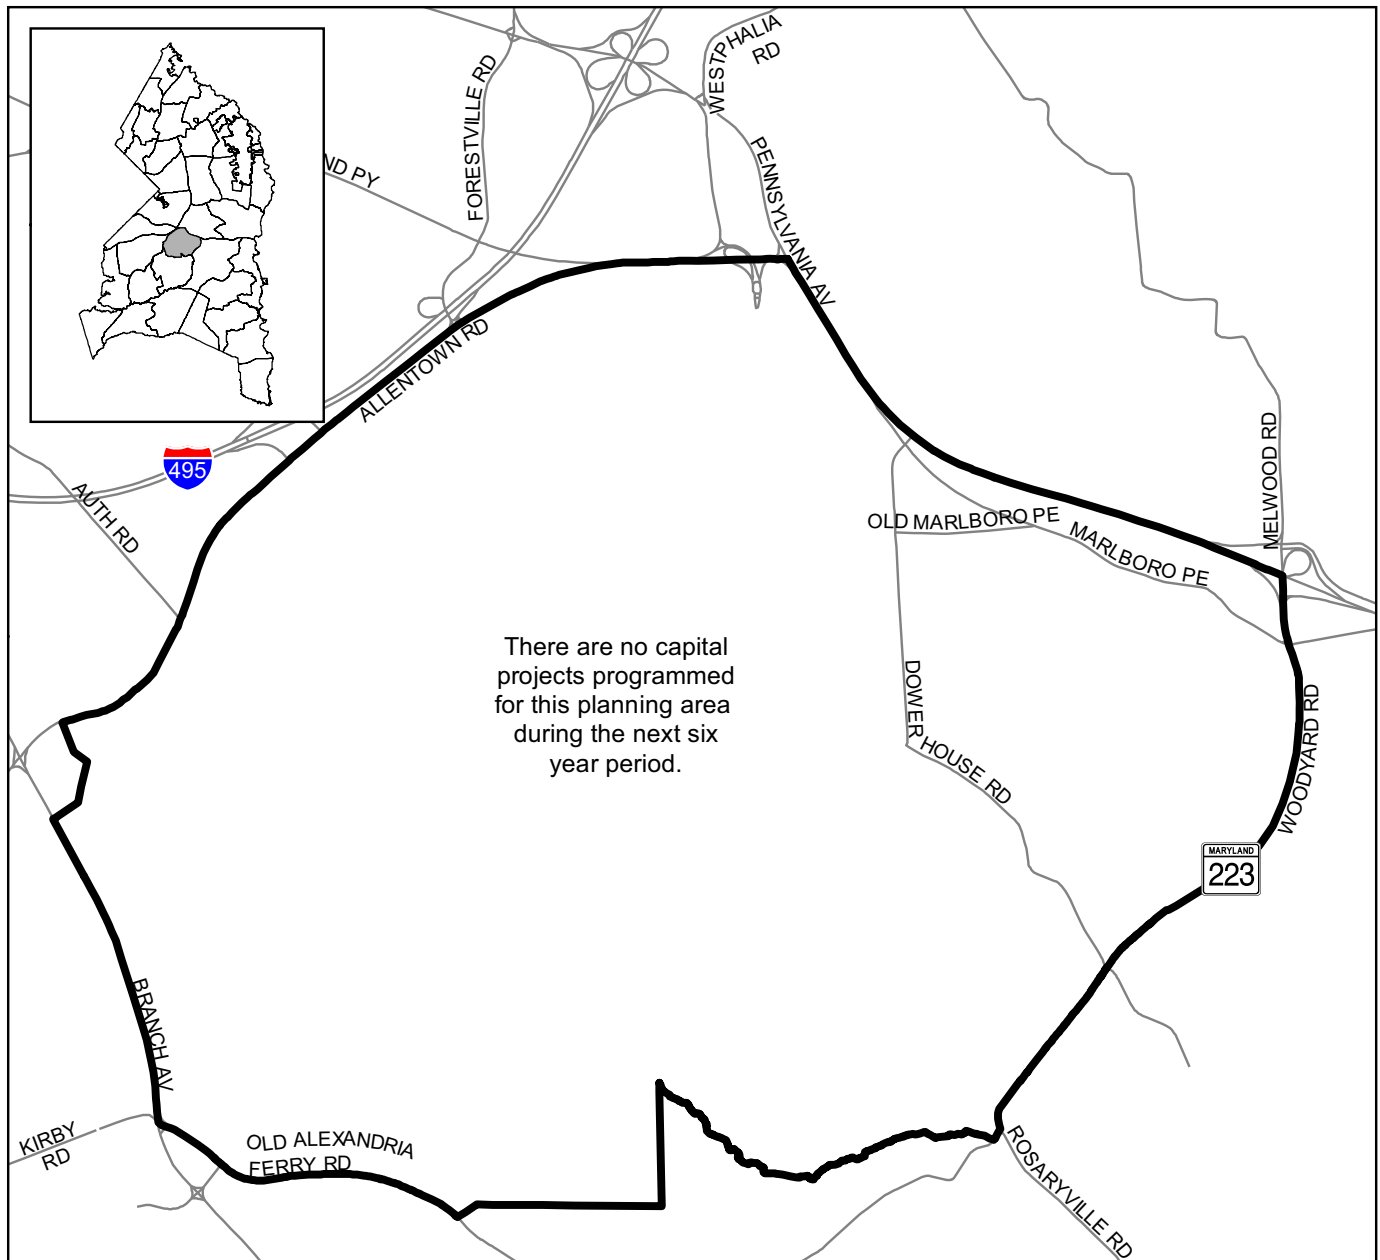 WESTPHALIA
RD
FORESTVILLE RD
ND PY
PENNSYLVANIA AV
ALLENTOWN RD
MELWOOD RD
495
AUTH RD
OLD MARLBORO PE
MARLBORO PE
There are no capital
projects programmed
for this planning area
during the next six
year period.
DOWER HOUSE RD
WOODYARD RD
MARYLAND
223
BRANCH AV
KIRBY
RD
OLD ALEXANDRIA
FERRY RD
ROSARYVILLE RD